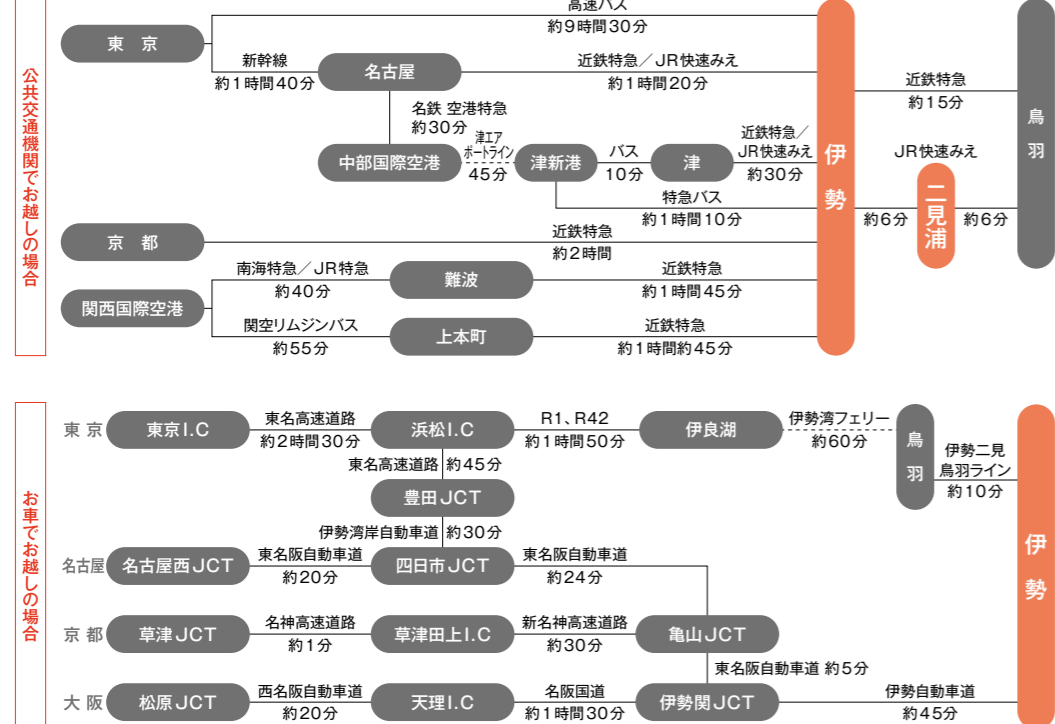 公共交通機関でお越しの場合
高速バス
約9時間30分
東 京
新幹線
約1時間40分
名古屋
近鉄特急／JR快速みえ
約1時間20分
名鉄 空港特急
約30分
中部国際空港
津エア
ポートライン
45分
津新港
バス
10分
津
近鉄特急／
JR快速みえ
約30分
特急バス
約1時間10分
京 都
近鉄特急
約2時間
関西国際空港
南海特急／JR特急
約40分
難波
近鉄特急
約1時間45分
関空リムジンバス
約55分
上本町
近鉄特急
約1時間約45分
伊勢
近鉄特急
約15分
JR快速みえ
約6分
二見浦
約6分
鳥羽
お車でお越しの場合
東 京
東京I.C
東名高速道路
約2時間30分
浜松I.C
R1、R42
約1時間50分
伊良湖
伊勢湾フェリー
約60分
鳥羽
伊勢二見
鳥羽ライン
約10分
東名高速道路 約45分
豊田JCT
伊勢湾岸自動車道 約30分
名古屋
名古屋西JCT
東名阪自動車道
約20分
四日市JCT
東名阪自動車道
約24分
京 都
草津JCT
名神高速道路
約1分
草津田上I.C
新名神高速道路
約30分
亀山JCT
東名阪自動車道 約5分
大 阪
松原JCT
西名阪自動車道
約20分
天理I.C
名阪国道
約1時間30分
伊勢関JCT
伊勢自動車道
約45分
伊勢